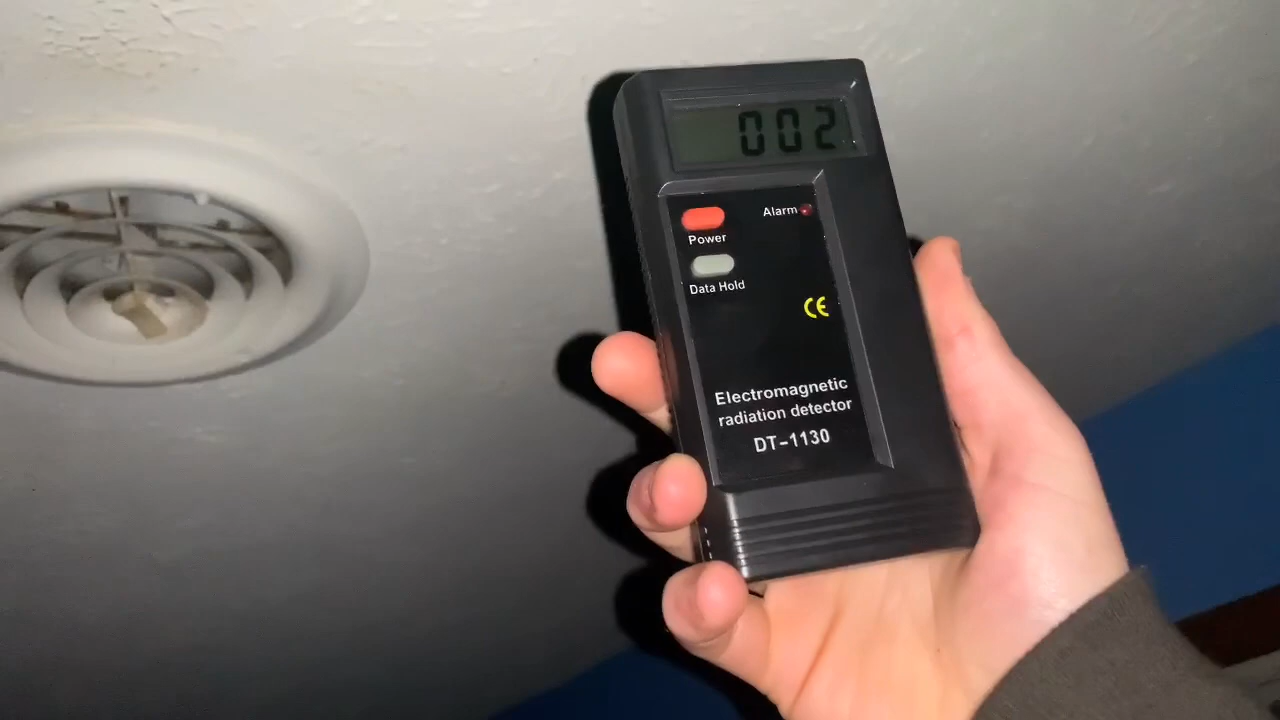 002
Alarm
Power
Data Hold
CE
Electromagnetic
radiation detector
DT-1130